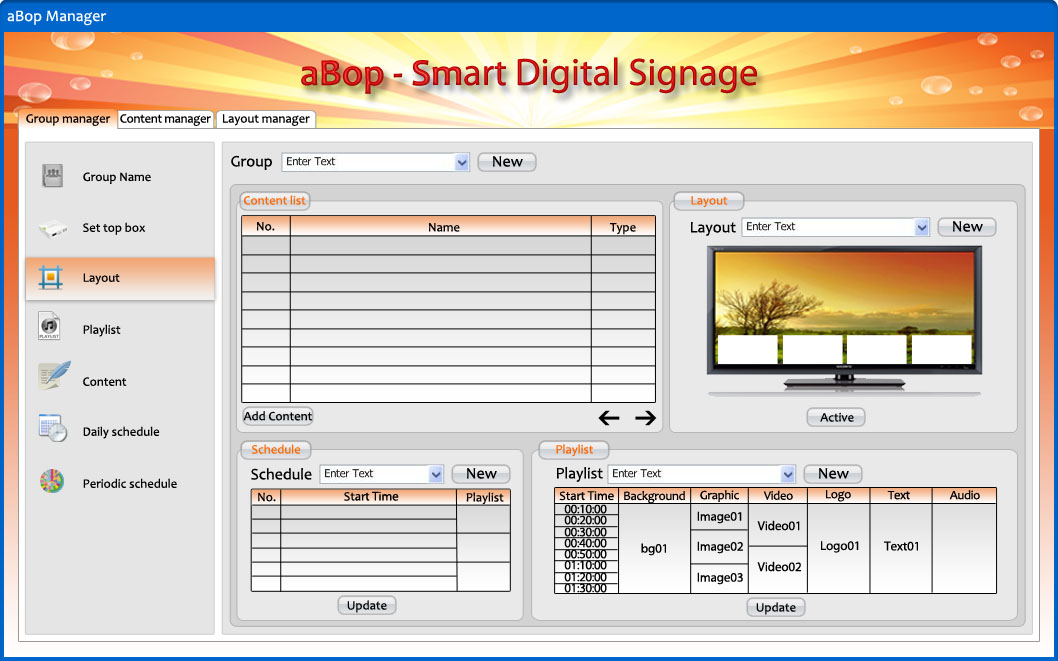 aBop Manager
aBop - Smart Digital Signage
Group manager Content manager Layout manager
Group Name
Set top box
Layout
Playlist
PLAYLIST
Content
Daily schedule
Periodic schedule
Group Enter Text New
Content list
No. Name Type
Add Content
Layout
Layout Enter Text New
Active
Schedule
Schedule Enter Text New
No. Start Time Playlist
Update
Playlist
Playlist Enter Text New
Start Time Background Graphic Video Logo Text Audio
00:10:00
00:20:00
00:30:00
00:40:00
00:50:00
01:10:00
01:20:00
01:30:00
bg01
Image01
Image02
Image03
Video01
Video02
Logo01
Text01
Update